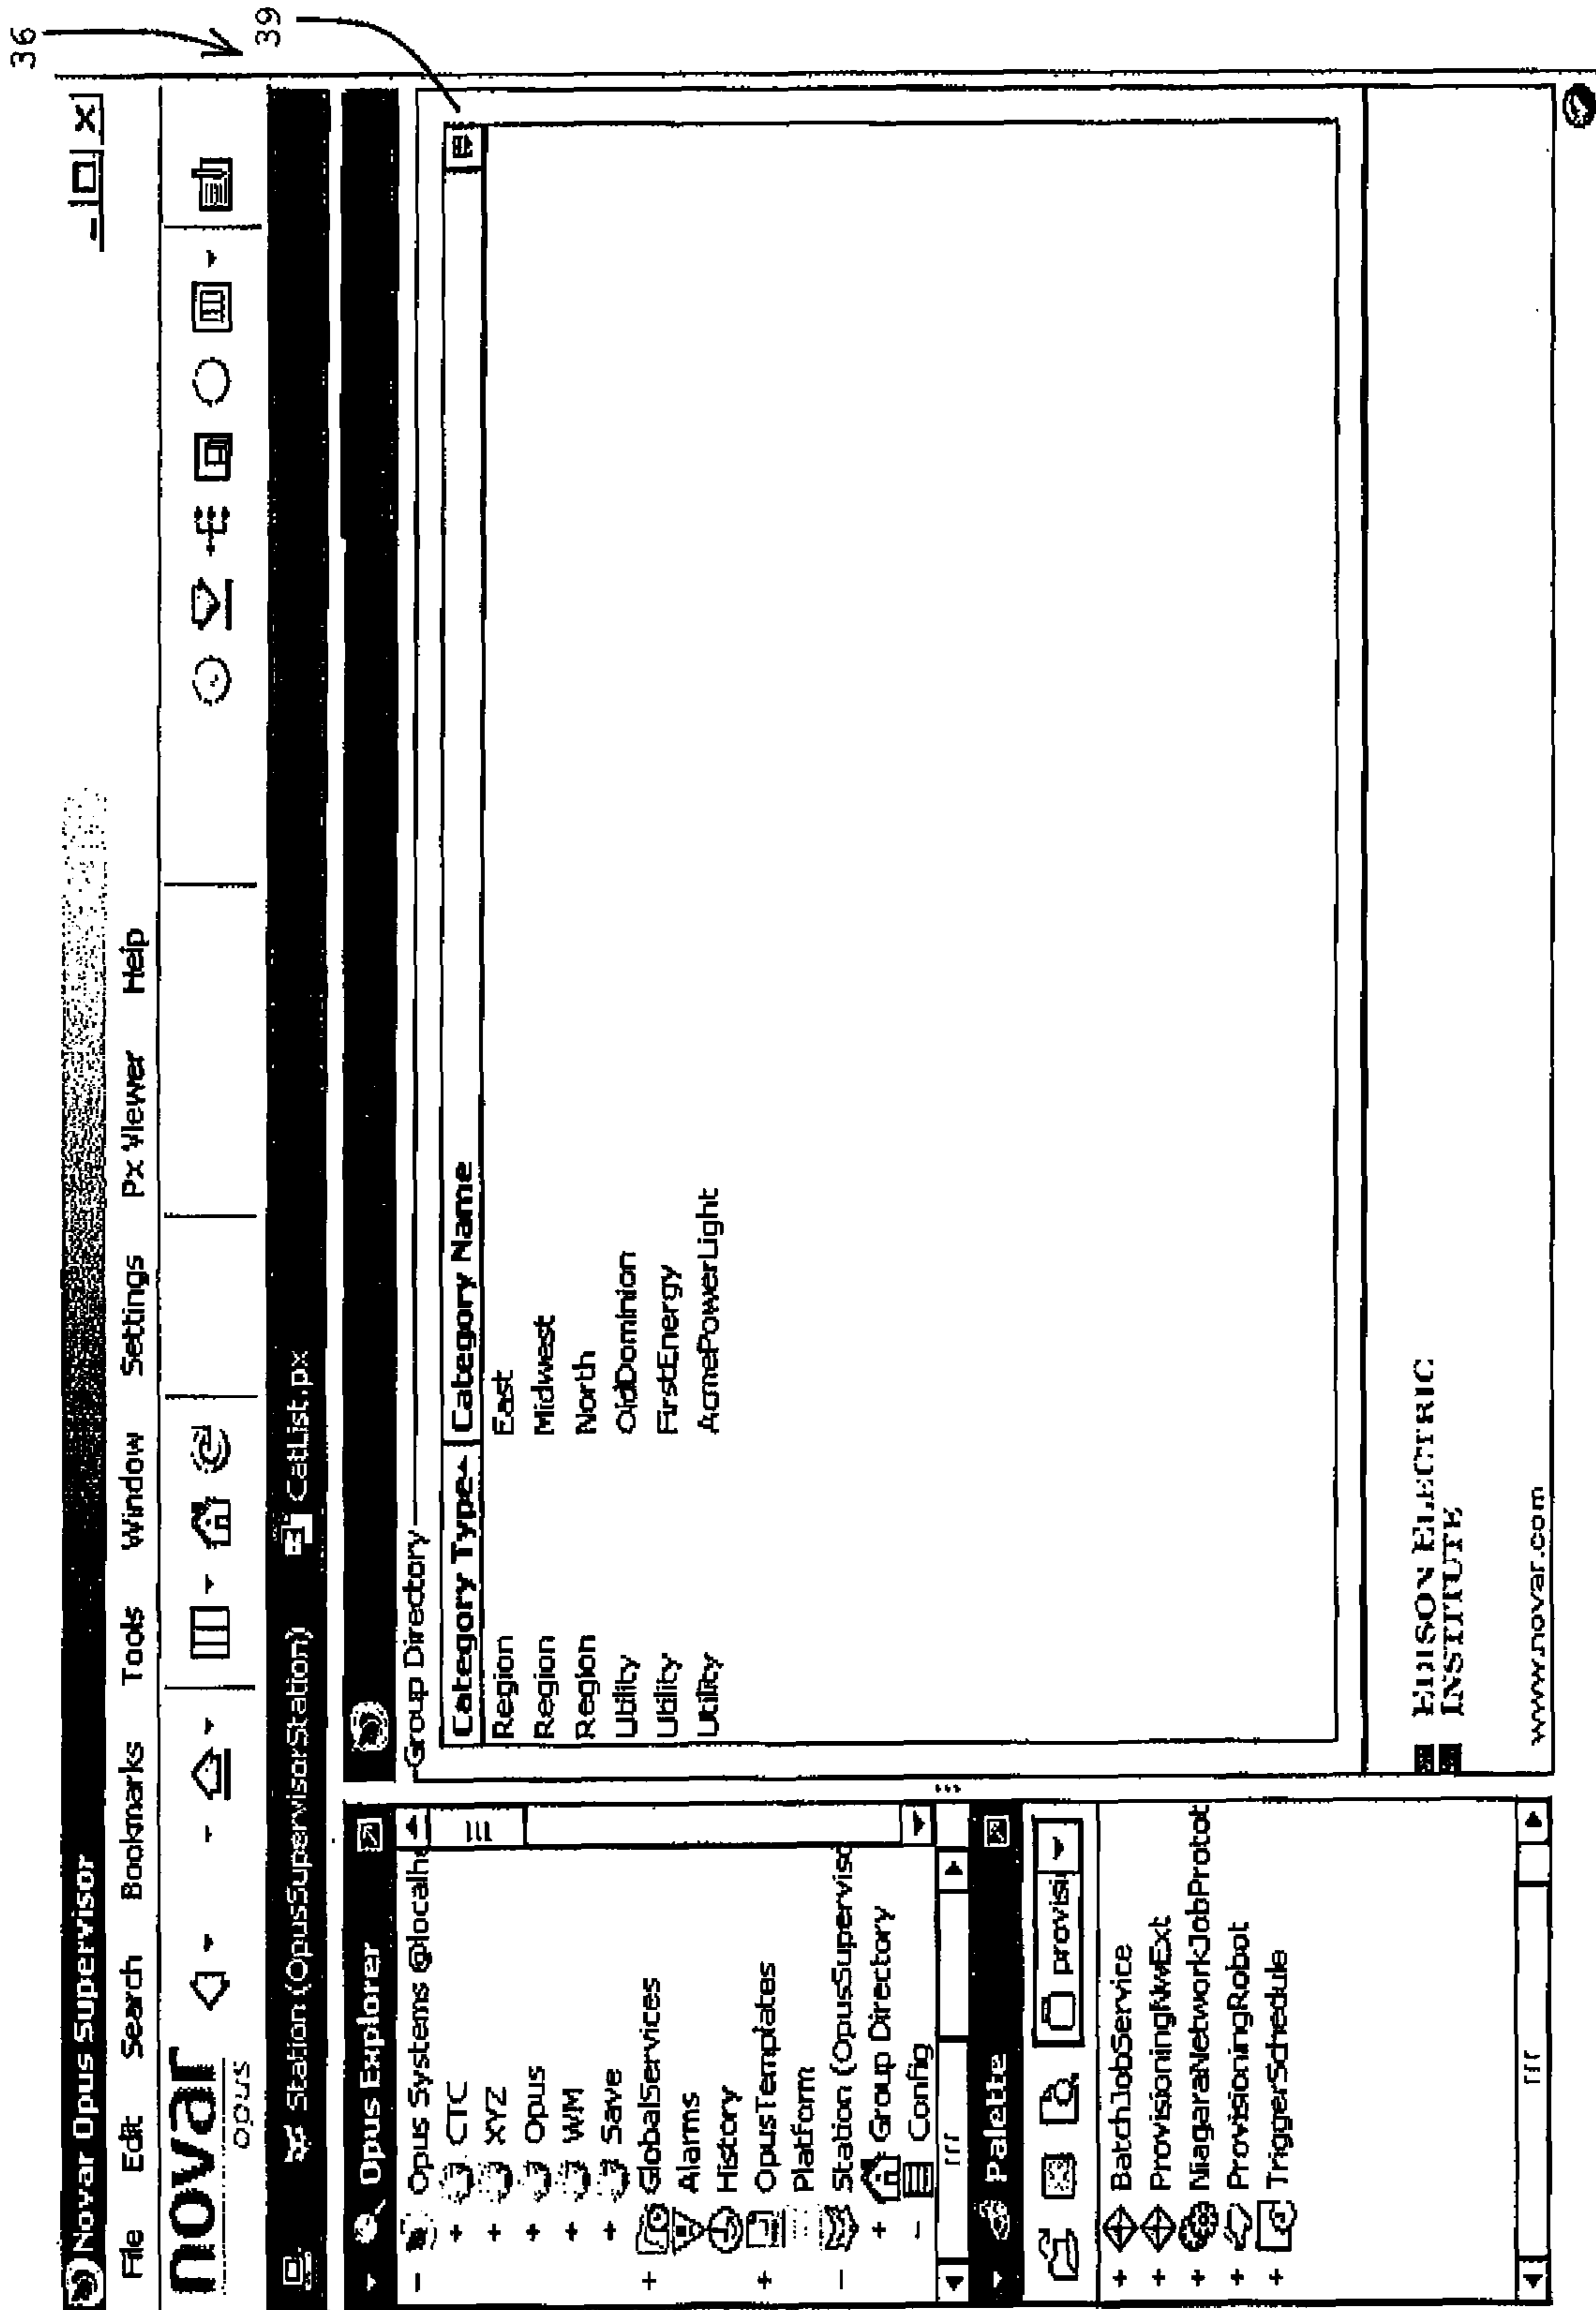 36
39
Novar Opus Supervisor
File Edit Search Bookmarks Tools Window Settings Px Viewer Help
novar
opus
Station (OpusSupervisorStation) CatList.px
Opus Explorer
Opus Systems @localhe
CTC
XYZ
Opus
WM
Save
GlobalServices
Alarms
History
OpusTemplates
Platform
Station (OpusSuperviso
Group Directory
Config
Palette
provisi
BatchJobService
ProvisioningNwExt
NiagaraNetworkJobProtot
ProvisioningRobot
TriggerSchedule
Group Directory
Category Type Category Name
Region East
Region Midwest
Region North
Utility OldDominion
Utility FirstEnergy
Utility AcmePowerLight
EDISON ELECTRIC
INSTITUTE
www.novar.com